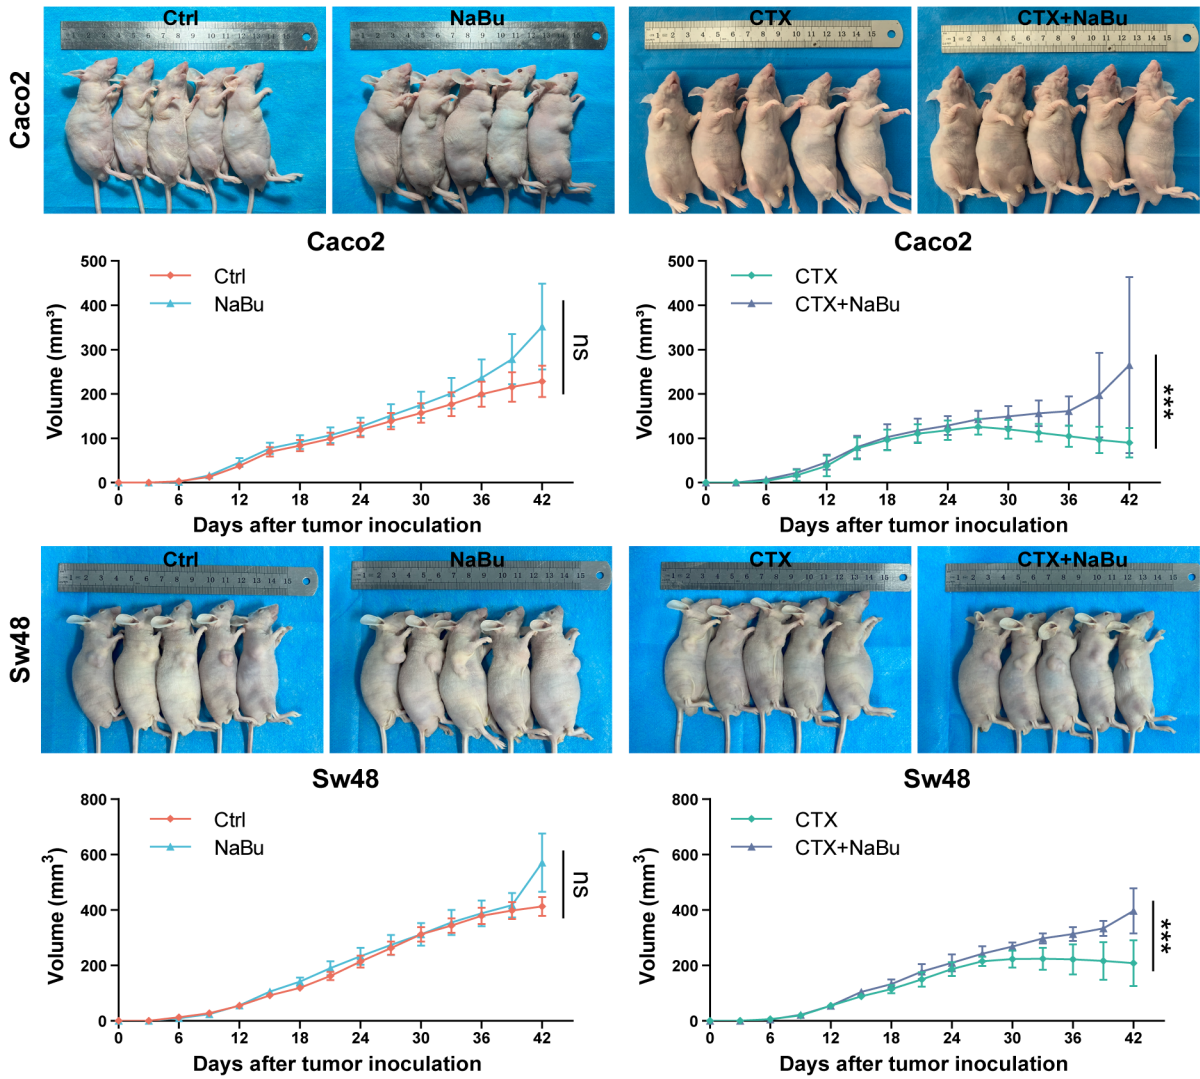 Ctrl
NaBu
CTX
CTX+NaBu
Caco2
Caco2
Volume (mm³)
500
400
300
200
100
0
Ctrl
NaBu
ns
0 6 12 18 24 30 36 42
Days after tumor inoculation
Caco2
Volume (mm³)
500
400
300
200
100
0
CTX
CTX+NaBu
***
0 6 12 18 24 30 36 42
Days after tumor inoculation
Ctrl
NaBu
CTX
CTX+NaBu
Sw48
Sw48
Volume (mm³)
800
600
400
200
0
Ctrl
NaBu
ns
0 6 12 18 24 30 36 42
Days after tumor inoculation
Sw48
Volume (mm³)
800
600
400
200
0
CTX
CTX+NaBu
***
0 6 12 18 24 30 36 42
Days after tumor inoculation